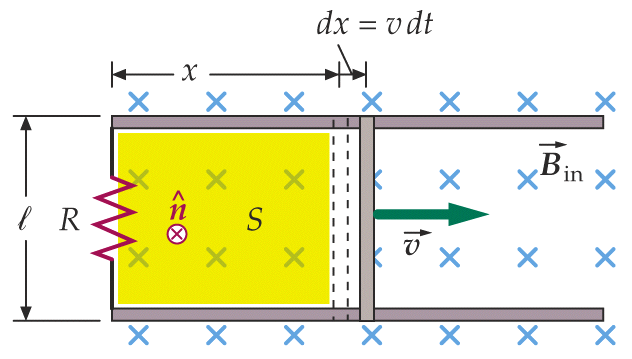 dx = v dt
x
B⃗in
ℓ
R
n̂
S
v⃗